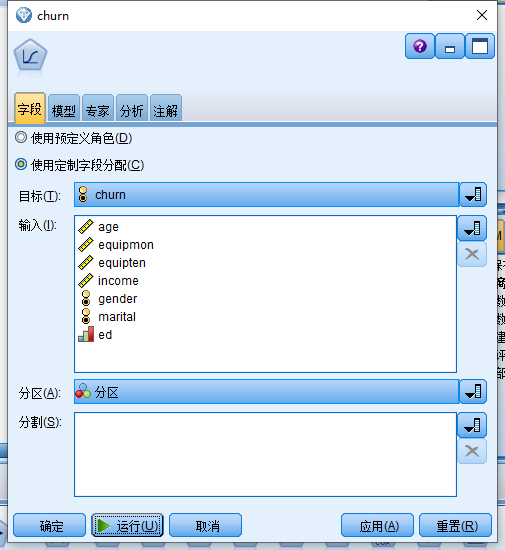 churn
字段 模型 专家 分析 注解
使用预定义角色(D)
使用定制字段分配(C)
目标(T): churn
输入(I): age
equipmon
equipten
income
gender
marital
ed
分区(A): 分区
分割(S):
确定 运行(U) 取消 应用(A) 重置(R)